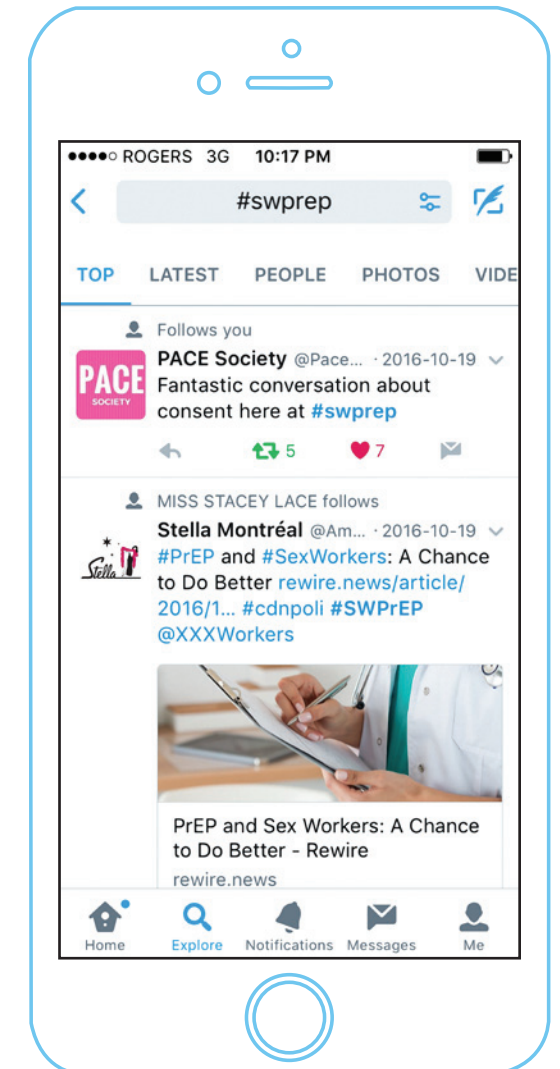 ROGERS 3G 10:17 PM
#swprep
TOP LATEST PEOPLE PHOTOS VIDE
Follows you
PACE Society @Pace... · 2016-10-19
PACE
SOCIETY
Fantastic conversation about
consent here at #swprep
5 7
MISS STACEY LACE follows
Stella Montréal @Am... · 2016-10-19
Stella
#PrEP and #SexWorkers: A Chance
to Do Better rewire.news/article/
2016/1... #cdnpoli #SWPrEP
@XXXWorkers
PrEP and Sex Workers: A Chance
to Do Better - Rewire
rewire.news
Home Explore Notifications Messages Me